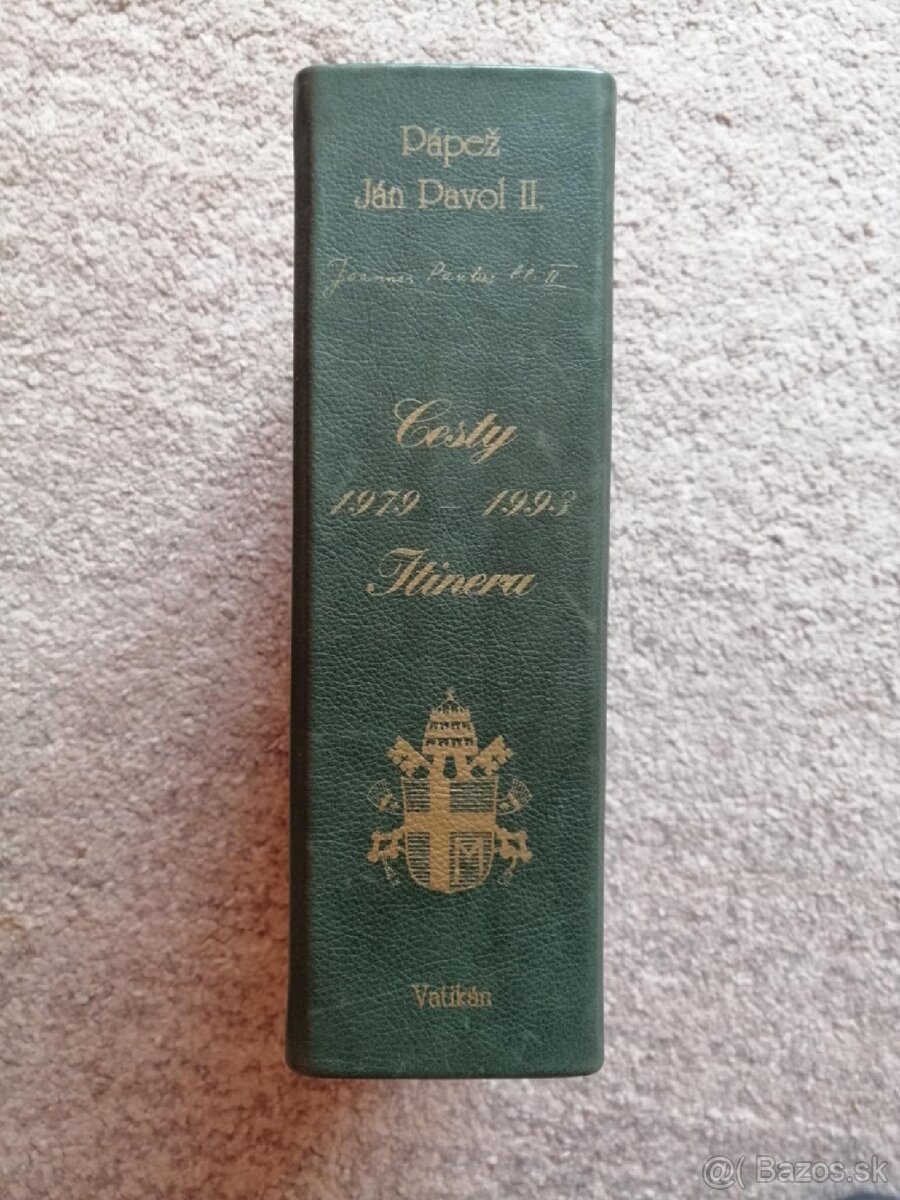 Pápež
Ján Pavol II.
Joannes Paulus PP. II
Cesty
1979 - 1993
Itinera
M
Vatikán
@( Bazos.sk